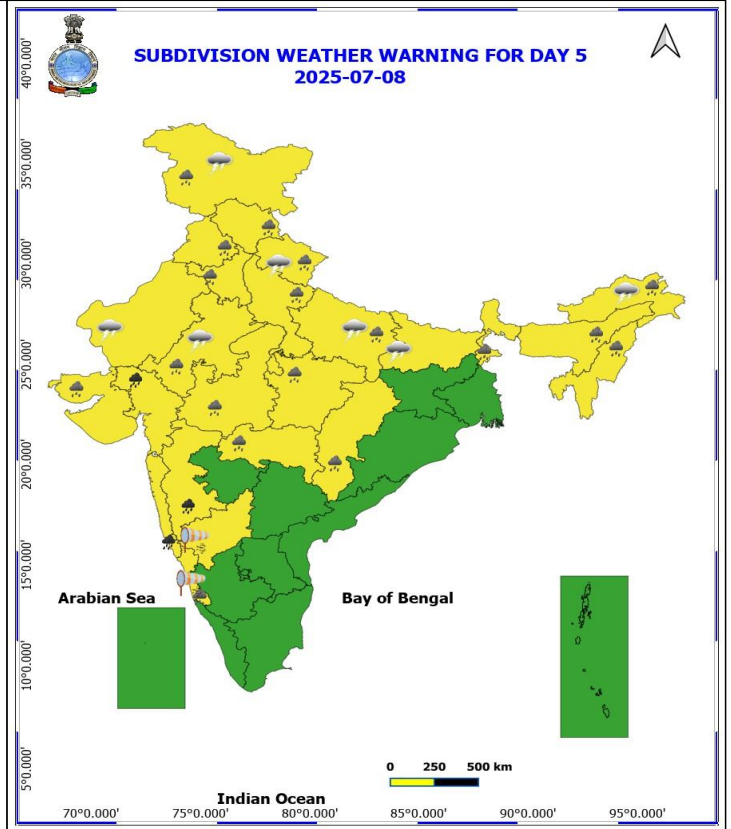 SUBDIVISION WEATHER WARNING FOR DAY 5
2025-07-08
40°0.000'
35°0.000'
30°0.000'
25°0.000'
20°0.000'
15°0.000'
10°0.000'
5°0.000'
Arabian Sea
Bay of Bengal
0 250 500 km
Indian Ocean
70°0.000' 75°0.000' 80°0.000' 85°0.000' 90°0.000' 95°0.000'